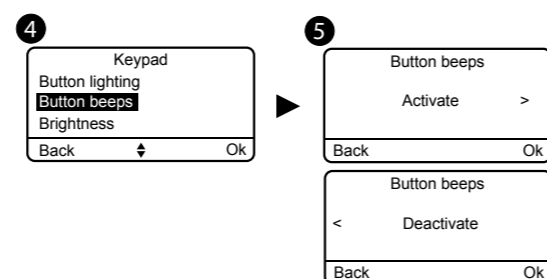 4
Keypad
Button lighting
Button beeps
Brightness
Back Ok
5
Button beeps
Activate >
Back Ok
Button beeps
< Deactivate
Back Ok